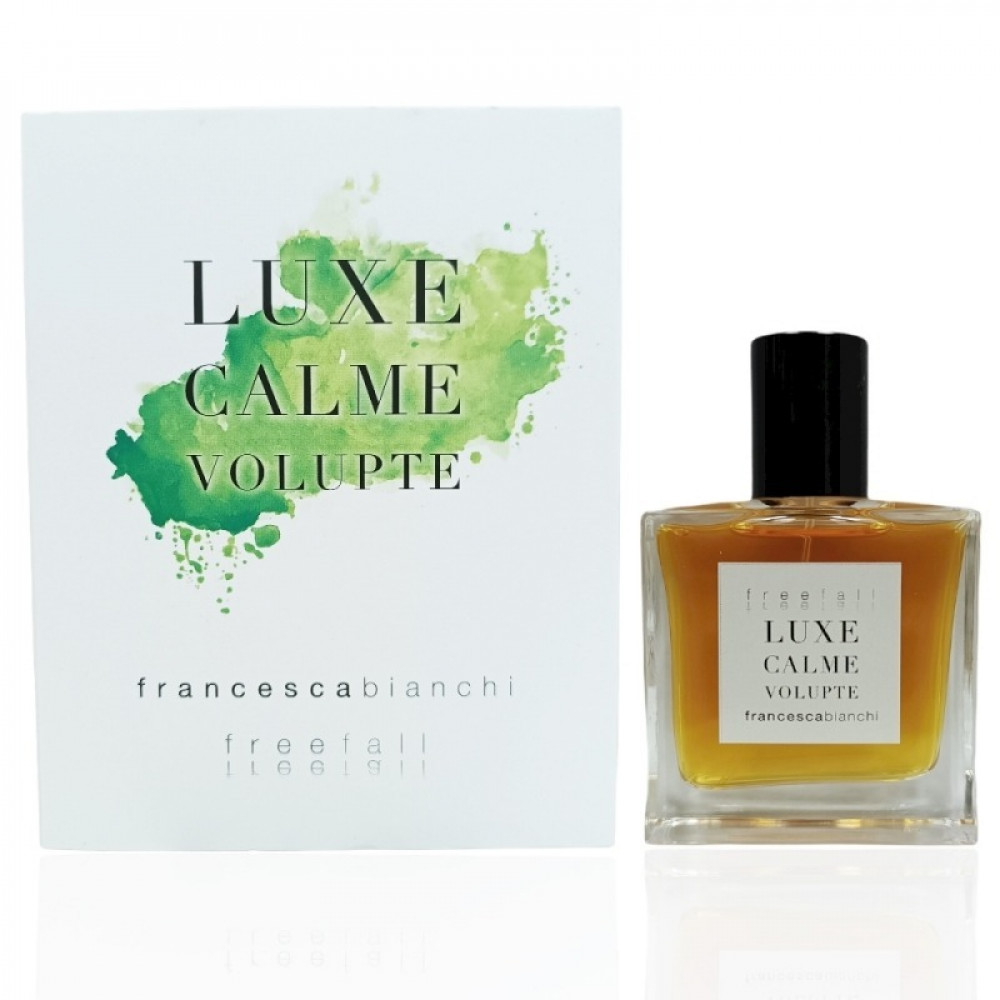 LUXE
CALME
VOLUPTE
francescabianchi
freefall
freefall
LUXE
CALME
VOLUPTE
francescabianchi